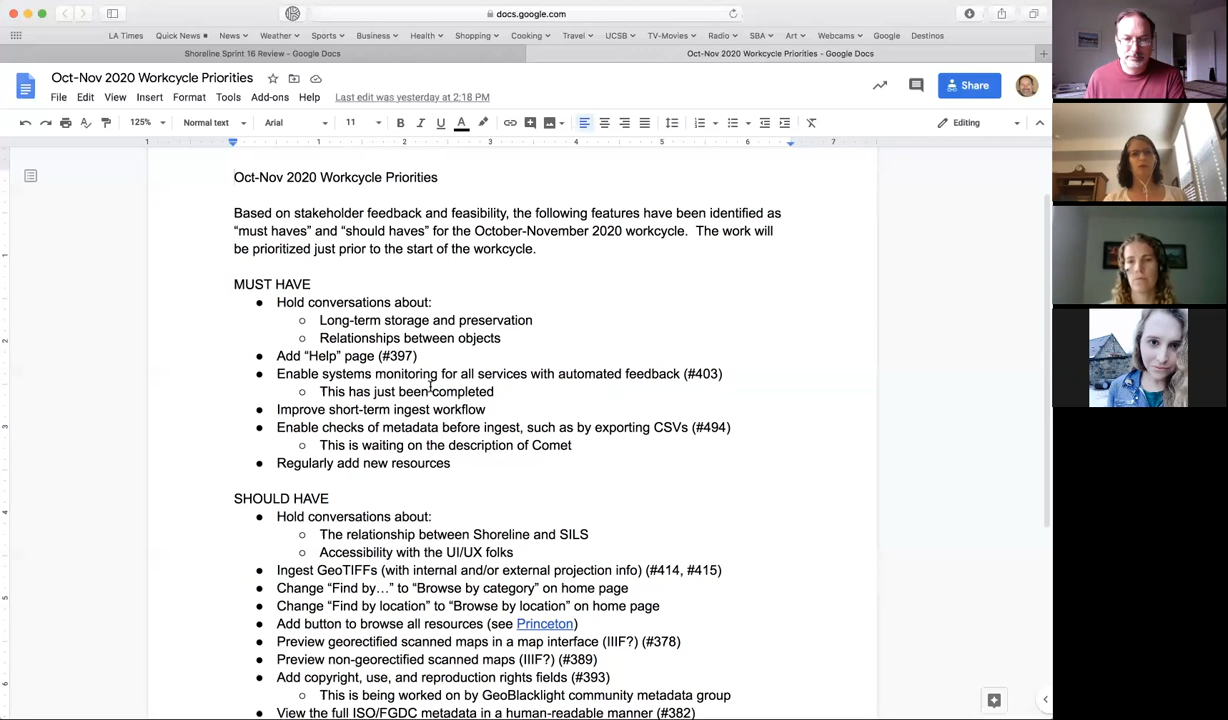 docs.google.com
LA Times Quick News News Weather Sports Business Health Shopping Cooking Travel UCSB TV-Movies Radio SBA Art Webcams Google Destinos
Shoreline Sprint 16 Review - Google Docs
Oct-Nov 2020 Workcycle Priorities - Google Docs
Oct-Nov 2020 Workcycle Priorities
File Edit View Insert Format Tools Add-ons Help Last edit was yesterday at 2:18 PM
Share
125% Normal text Arial 11 B I U A Editing
1 1 2 3 4 5 6 7
Oct-Nov 2020 Workcycle Priorities
Based on stakeholder feedback and feasibility, the following features have been identified as
“must haves” and “should haves” for the October-November 2020 workcycle. The work will
be prioritized just prior to the start of the workcycle.
MUST HAVE
● Hold conversations about:
○ Long-term storage and preservation
○ Relationships between objects
● Add “Help” page (#397)
● Enable systems monitoring for all services with automated feedback (#403)
○ This has just been completed
● Improve short-term ingest workflow
● Enable checks of metadata before ingest, such as by exporting CSVs (#494)
○ This is waiting on the description of Comet
● Regularly add new resources
SHOULD HAVE
● Hold conversations about:
○ The relationship between Shoreline and SILS
○ Accessibility with the UI/UX folks
● Ingest GeoTIFFs (with internal and/or external projection info) (#414, #415)
● Change “Find by…” to “Browse by category” on home page
● Change “Find by location” to “Browse by location” on home page
● Add button to browse all resources (see Princeton)
● Preview georectified scanned maps in a map interface (IIIF?) (#378)
● Preview non-georectified scanned maps (IIIF?) (#389)
● Add copyright, use, and reproduction rights fields (#393)
○ This is being worked on by GeoBlacklight community metadata group
● View the full ISO/FGDC metadata in a human-readable manner (#382)
1
2
3
4
5
6